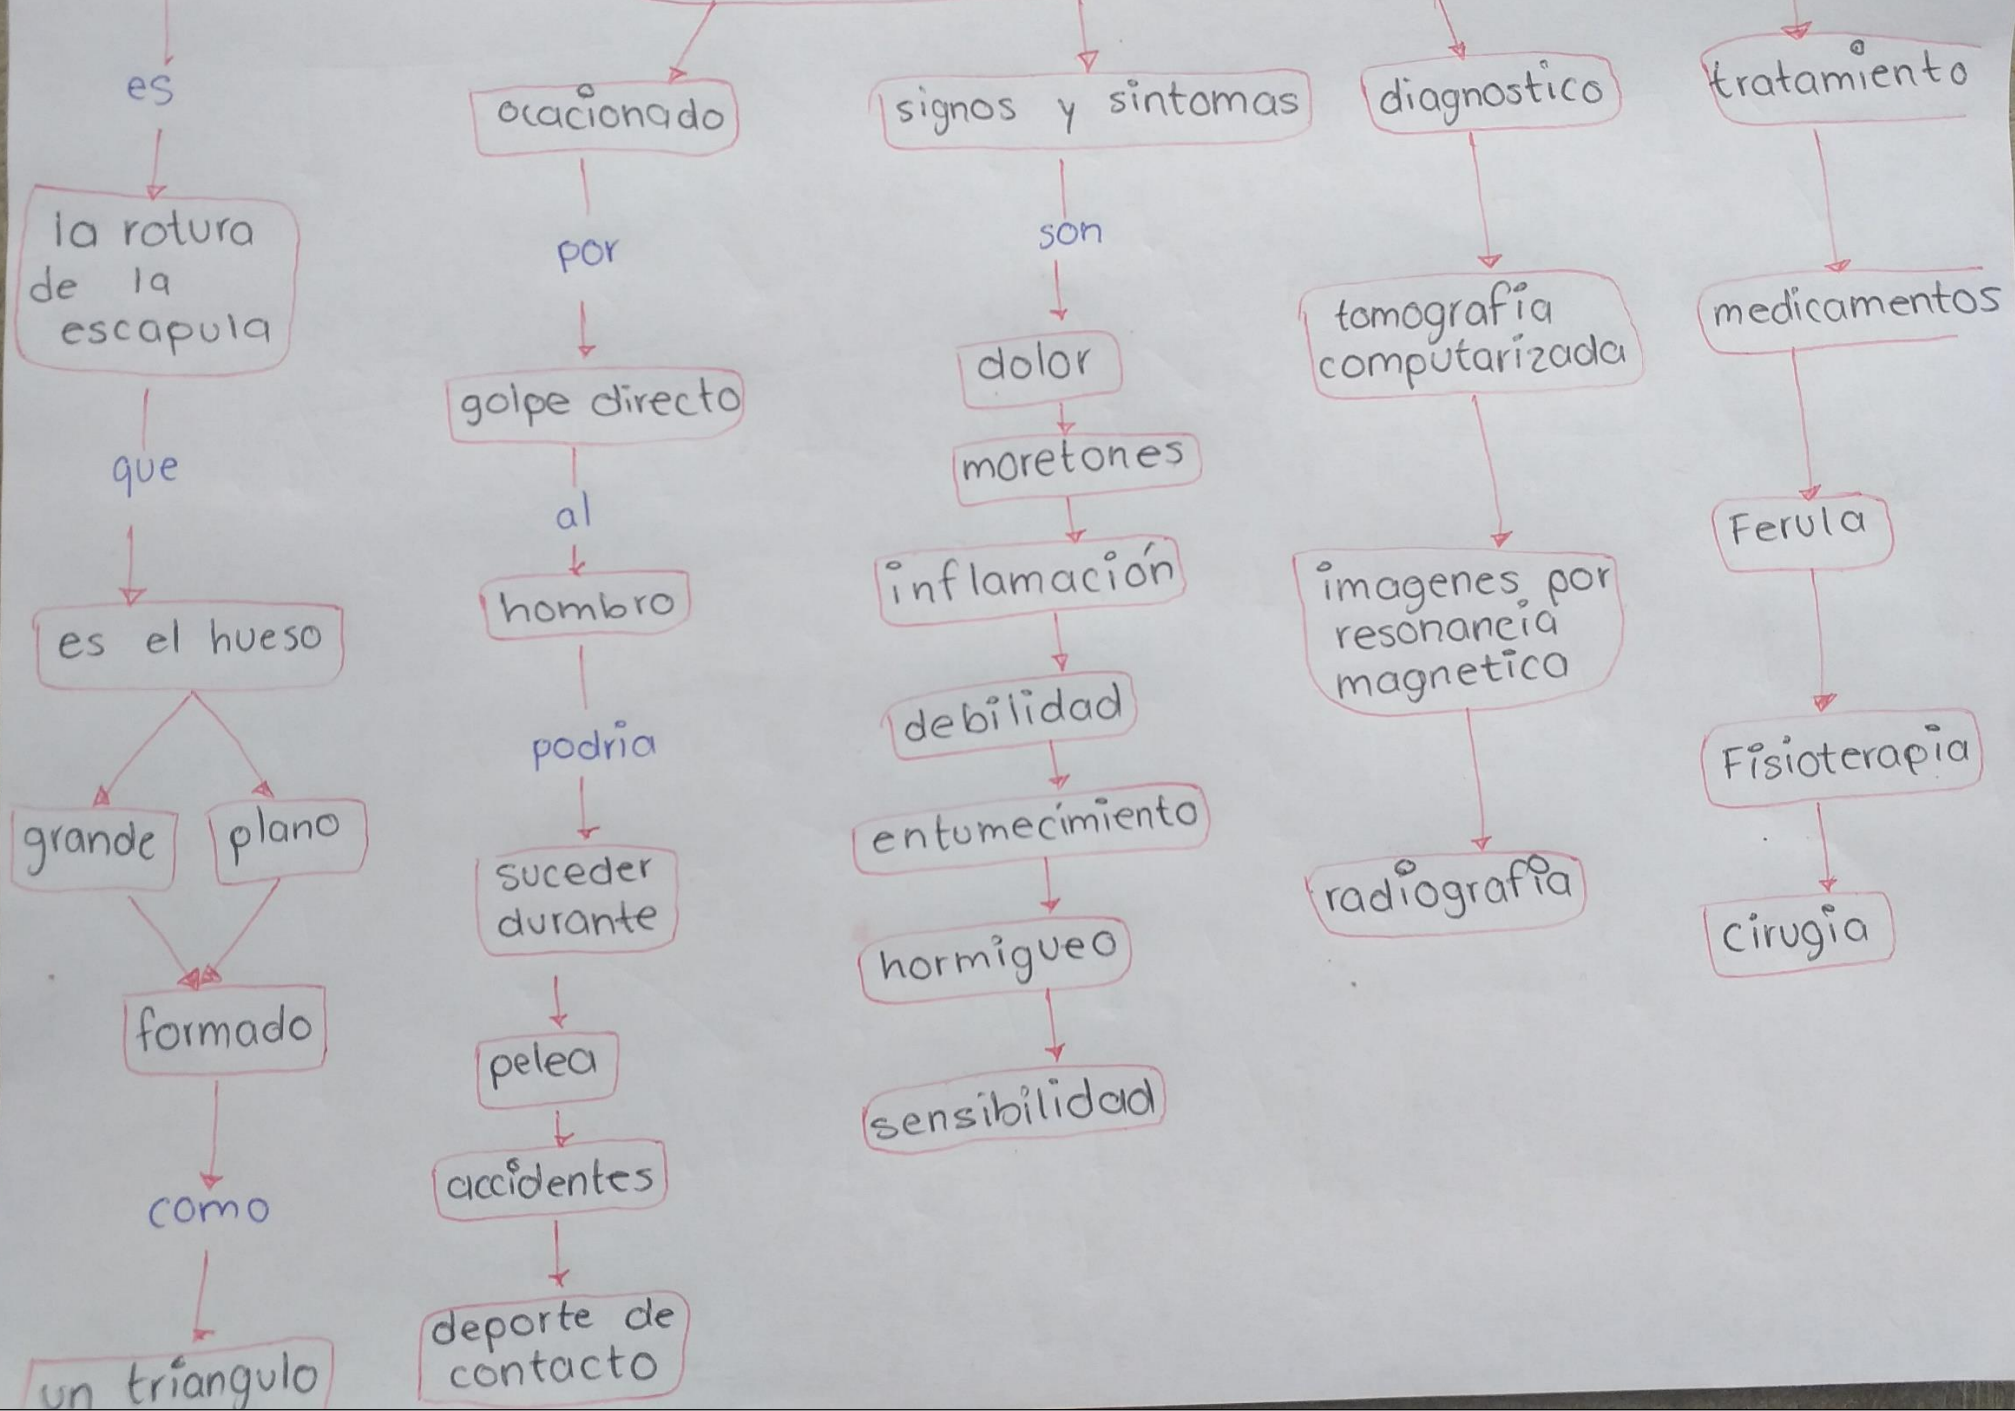 es
la rotura
de la
escapula
que
es el hueso
grande
plano
formado
como
un triangulo
ocacionado
por
golpe directo
al
hombro
podria
suceder
durante
pelea
accidentes
deporte de
contacto
signos y sintomas
son
dolor
moretones
inflamación
debilidad
entumecimiento
hormigueo
sensibilidad
diagnostico
tomografia
computarizada
imagenes por
resonancia
magnetica
radiografia
tratamiento
medicamentos
Ferula
Fisioterapia
cirugia